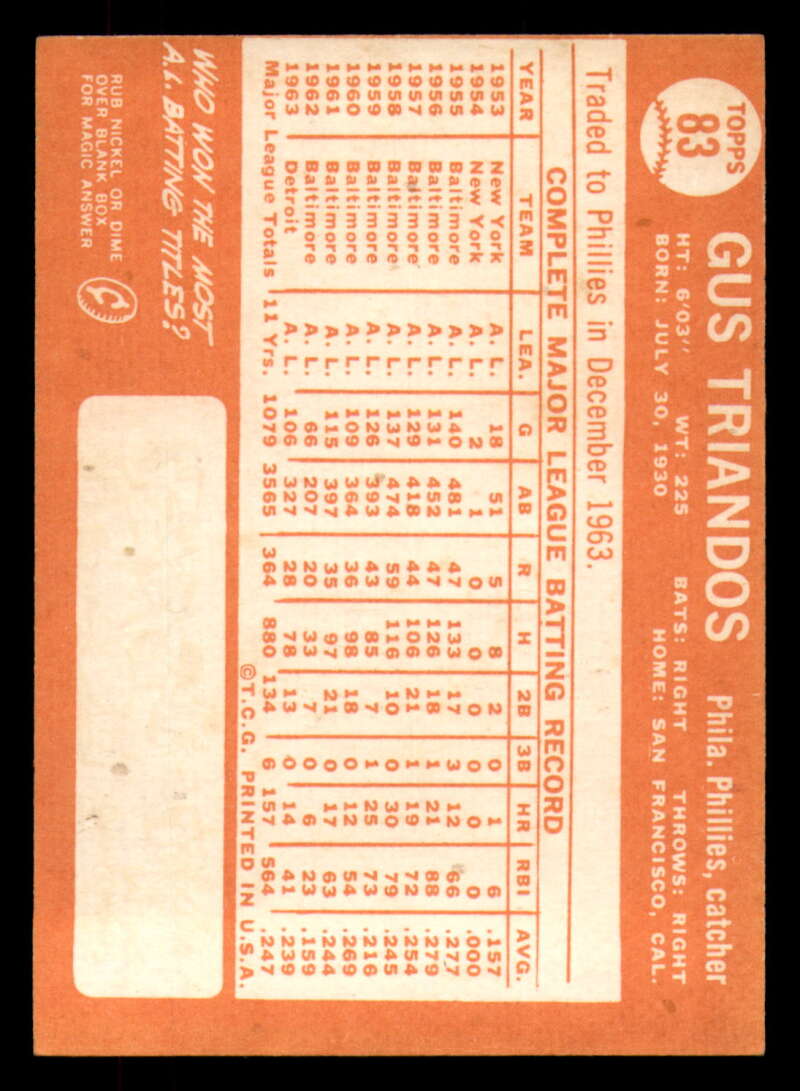 TOPPS
83
GUS TRIANDOS Phila. Phillies, catcher
HT: 6'03" WT: 225 BATS: RIGHT THROWS: RIGHT
BORN: JULY 30, 1930 HOME: SAN FRANCISCO, CAL.
Traded to Phillies in December 1963.
COMPLETE MAJOR LEAGUE BATTING RECORD
YEAR TEAM LEA. G AB R H 2B 3B HR RBI AVG.
1953 New York A.L. 18 51 5 8 2 0 1 6 .157
1954 New York A.L. 2 1 0 0 0 0 0 0 .000
1955 Baltimore A.L. 140 481 47 133 17 3 12 66 .277
1956 Baltimore A.L. 131 452 47 126 18 1 21 88 .279
1957 Baltimore A.L. 129 418 44 106 21 1 19 72 .254
1958 Baltimore A.L. 137 474 59 116 10 0 30 79 .245
1959 Baltimore A.L. 126 393 43 85 7 1 25 73 .216
1960 Baltimore A.L. 109 364 36 98 18 0 12 54 .269
1961 Baltimore A.L. 115 397 35 97 21 0 17 63 .244
1962 Baltimore A.L. 66 207 20 33 7 0 6 23 .159
1963 Detroit A.L. 106 327 28 78 13 0 14 41 .239
Major League Totals 11 Yrs. 1079 3565 364 880 134 6 157 564 .247
©T.C.G. PRINTED IN U.S.A.
WHO WON THE MOST
A.L. BATTING TITLES?
RUB NICKEL OR DIME
OVER BLANK BOX
FOR MAGIC ANSWER